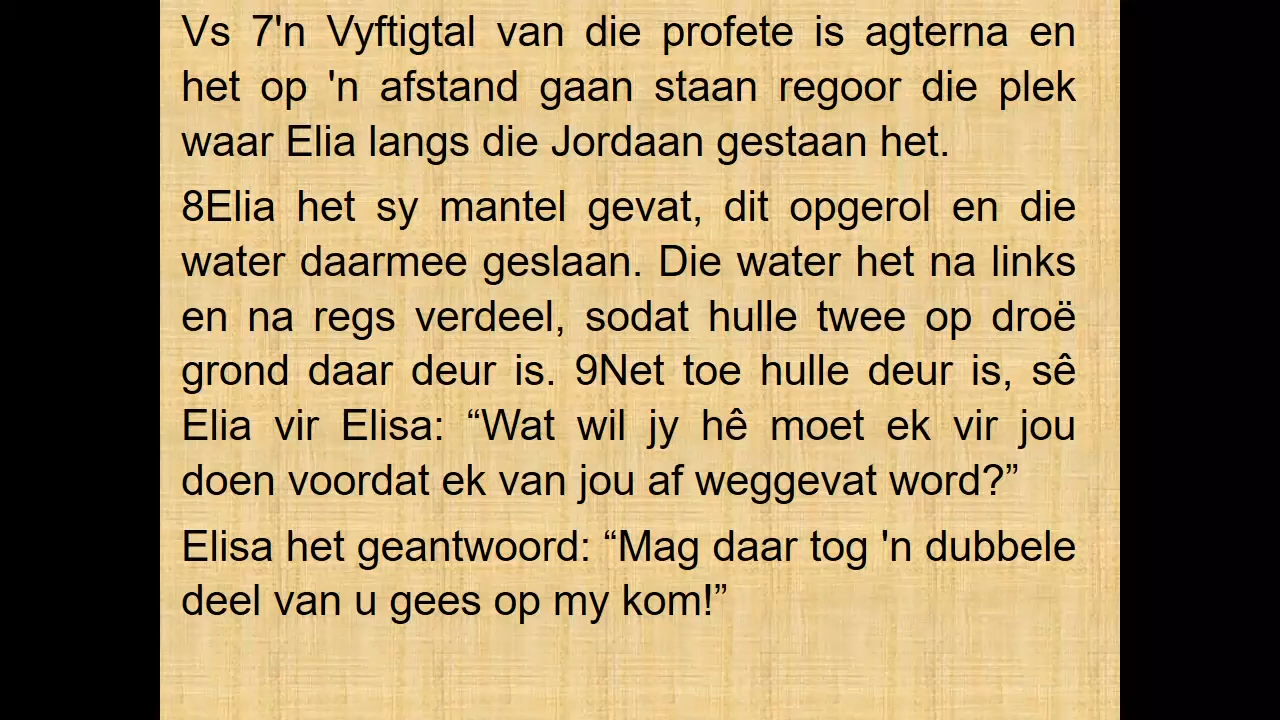 Vs 7'n Vyftigtal van die profete is agterna en
het op 'n afstand gaan staan regoor die plek
waar Elia langs die Jordaan gestaan het.
8Elia het sy mantel gevat, dit opgerol en die
water daarmee geslaan. Die water het na links
en na regs verdeel, sodat hulle twee op droë
grond daar deur is. 9Net toe hulle deur is, sê
Elia vir Elisa: “Wat wil jy hê moet ek vir jou
doen voordat ek van jou af weggevat word?”
Elisa het geantwoord: “Mag daar tog 'n dubbele
deel van u gees op my kom!”